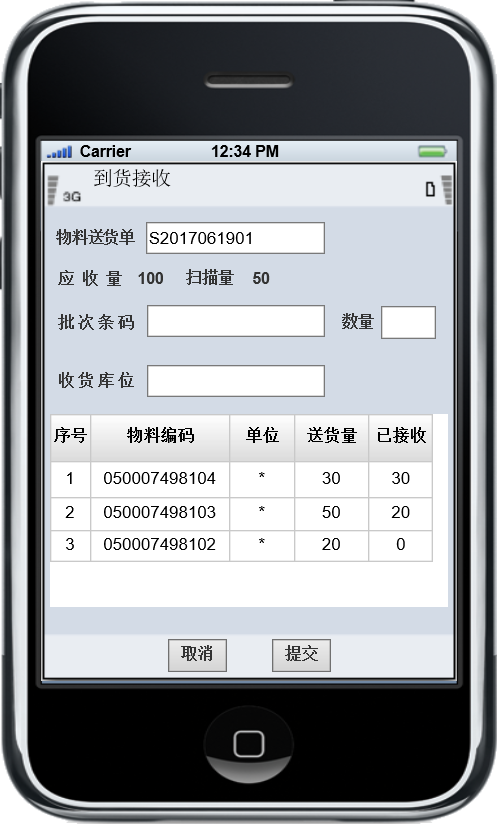 Carrier 12:34 PM
3G 到货接收
物料送货单 S2017061901
应收量 100 扫描量 50
批次条码 数量
收货库位
序号 物料编码 单位 送货量 已接收
1 050007498104 * 30 30
2 050007498103 * 50 20
3 050007498102 * 20 0
取消 提交